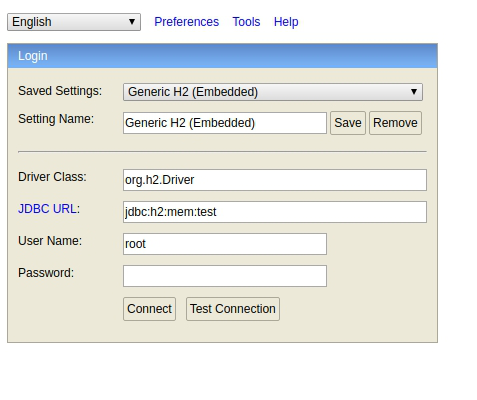 English Preferences Tools Help
Login
Saved Settings: Generic H2 (Embedded)
Setting Name: Generic H2 (Embedded) Save Remove
Driver Class: org.h2.Driver
JDBC URL: jdbc:h2:mem:test
User Name: root
Password:
Connect Test Connection